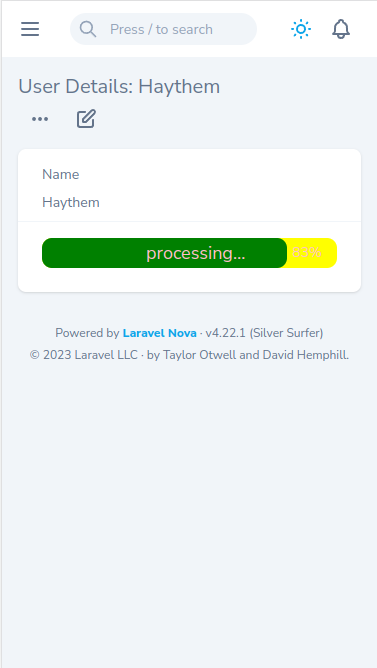 Press / to search
User Details: Haythem
Name
Haythem
processing... 83%
Powered by Laravel Nova · v4.22.1 (Silver Surfer)
© 2023 Laravel LLC · by Taylor Otwell and David Hemphill.